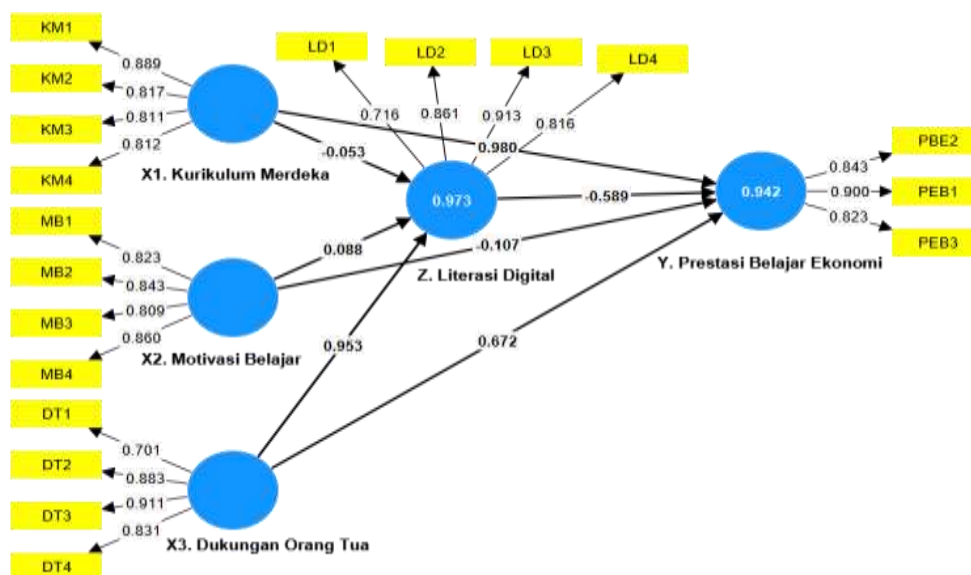 KM1
KM2
KM3
KM4
0.889
0.817
0.811
0.812
X1. Kurikulum Merdeka
MB1
MB2
MB3
MB4
0.823
0.843
0.809
0.860
X2. Motivasi Belajar
DT1
DT2
DT3
DT4
0.701
0.883
0.911
0.831
X3. Dukungan Orang Tua
LD1
LD2
LD3
LD4
0.716
0.861
0.913
0.816
0.980
-0.053
0.973
-0.589
0.088
-0.107
Z. Literasi Digital
0.953
0.672
0.942
Y. Prestasi Belajar Ekonomi
0.843
0.900
0.823
PBE2
PEB1
PEB3